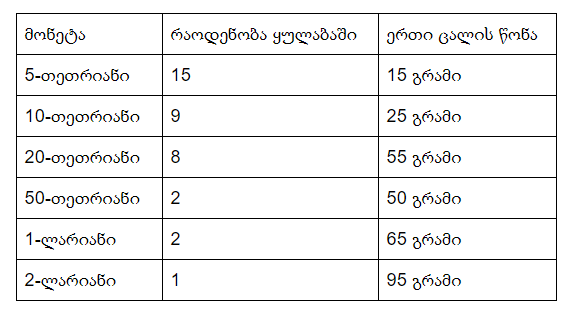 მონეტა რაოდენობა ყულაბაში ერთი ცალის წონა
5-თეთრიანი 15 15 გრამი
10-თეთრიანი 9 25 გრამი
20-თეთრიანი 8 55 გრამი
50-თეთრიანი 2 50 გრამი
1-ლარიანი 2 65 გრამი
2-ლარიანი 1 95 გრამი